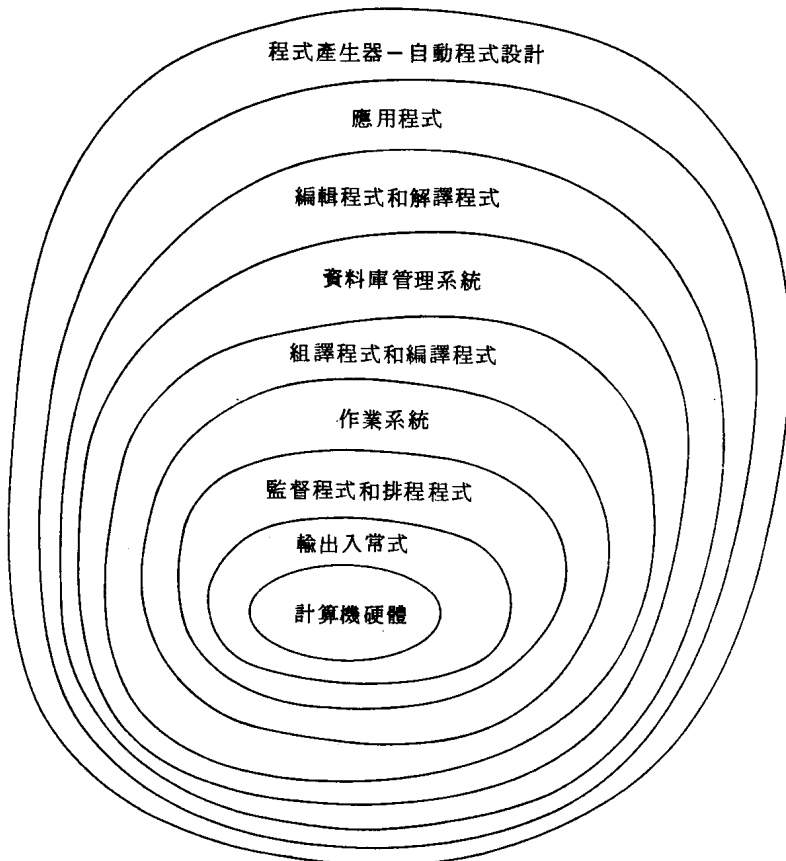 程式產生器－自動程式設計
應用程式
編輯程式和解譯程式
資料庫管理系統
組譯程式和編譯程式
作業系統
監督程式和排程程式
輸出入常式
計算機硬體